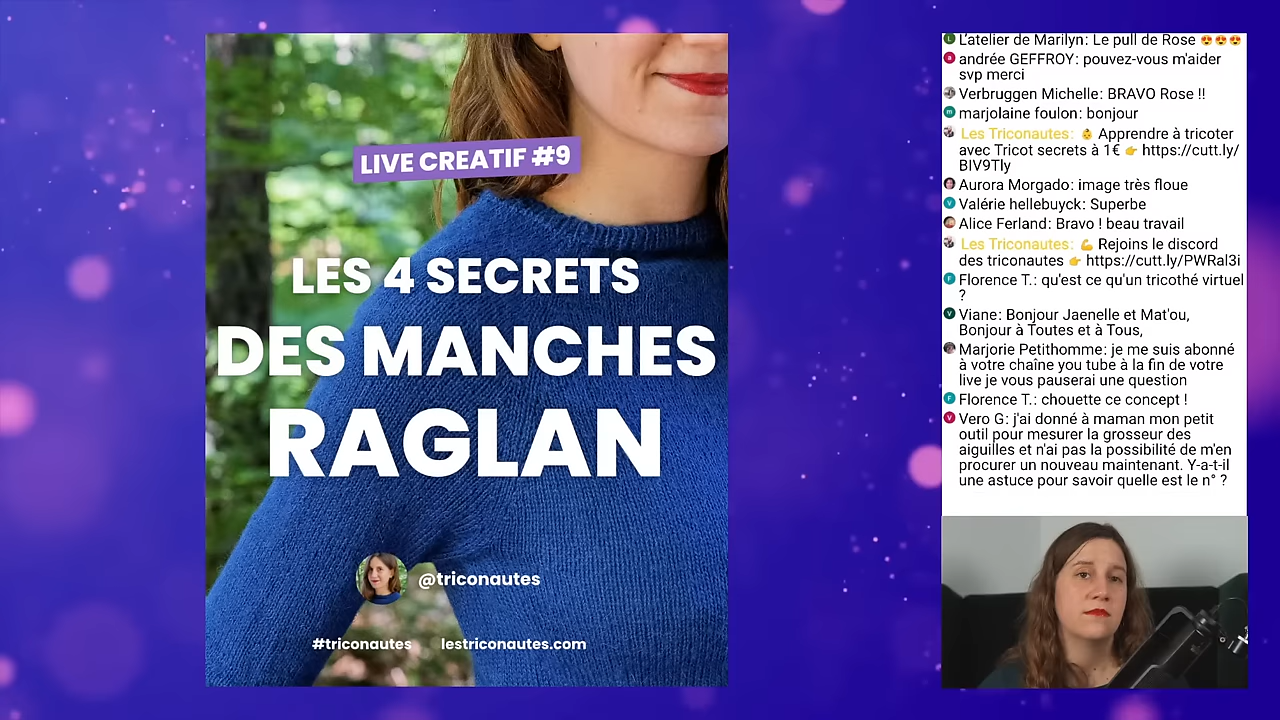 LIVE CREATIF #9
LES 4 SECRETS
DES MANCHES
RAGLAN
@triconautes
#triconautes lestriconautes.com
L'atelier de Marilyn: Le pull de Rose 😍😍😍
andrée GEFFROY: pouvez-vous m'aider
svp merci
Verbruggen Michelle: BRAVO Rose !!
marjolaine foulon: bonjour
Les Triconautes: 👶 Apprendre à tricoter
avec Tricot secrets à 1€ 👉 https://cutt.ly/
BIV9Tly
Aurora Morgado: image très floue
Valérie hellebuyck: Superbe
Alice Ferland: Bravo ! beau travail
Les Triconautes: 💪 Rejoins le discord
des triconautes 👉 https://cutt.ly/PWRal3i
Florence T.: qu'est ce qu'un tricothé virtuel
?
Viane: Bonjour Jaenelle et Mat'ou,
Bonjour à Toutes et à Tous,
Marjorie Petithomme: je me suis abonné
à votre chaîne you tube à la fin de votre
live je vous pauserai une question
Florence T.: chouette ce concept !
Vero G: j'ai donné à maman mon petit
outil pour mesurer la grosseur des
aiguilles et n'ai pas la possibilité de m'en
procurer un nouveau maintenant. Y-a-t-il
une astuce pour savoir quelle est le n° ?